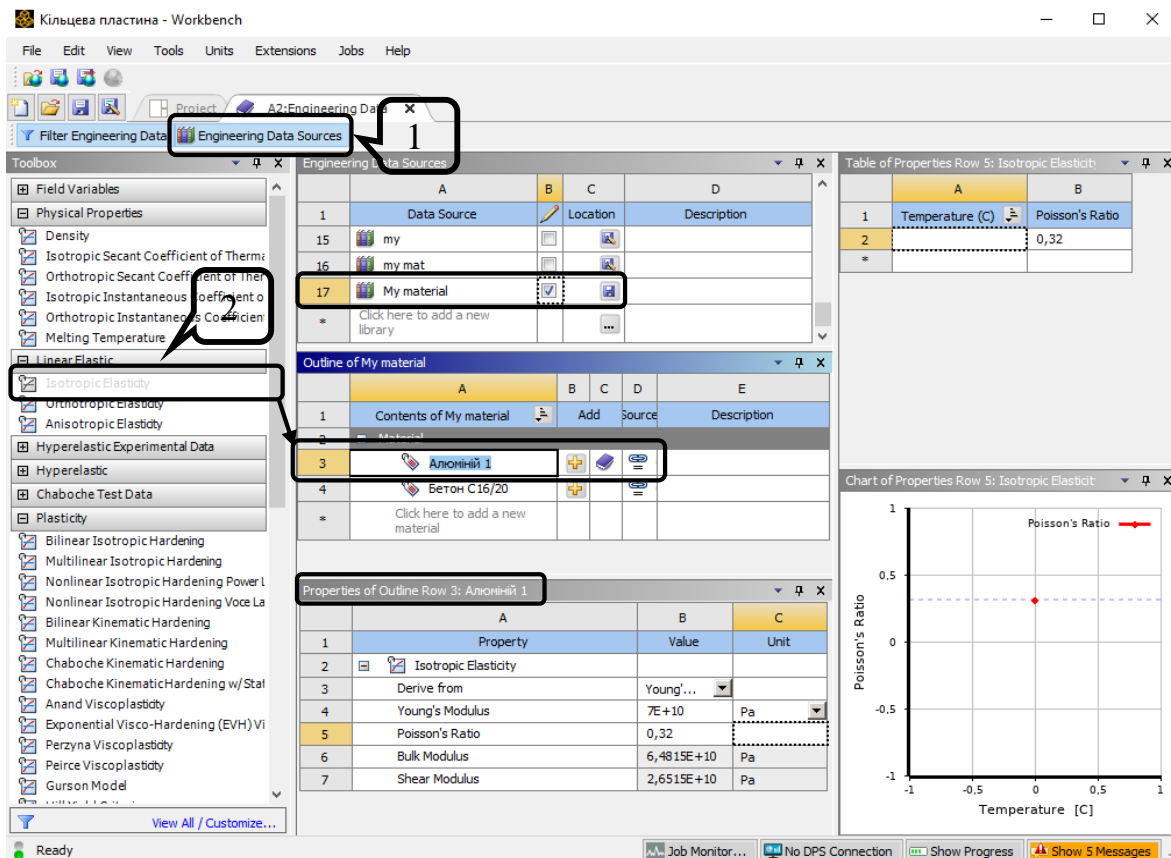 Кільцева пластина - Workbench
File Edit View Tools Units Extensions Jobs Help
Project A2:Engineering Data
Filter Engineering Data Engineering Data Sources
1
Toolbox
Field Variables
Physical Properties
Density
Isotropic Secant Coefficient of Therma
Orthotropic Secant Coefficient of Ther
Isotropic Instantaneous Coefficient o
Orthotropic Instantaneous Coefficient
Melting Temperature
2
Linear Elastic
Isotropic Elasticity
Orthotropic Elasticity
Anisotropic Elasticity
Hyperelastic Experimental Data
Hyperelastic
Chaboche Test Data
Plasticity
Bilinear Isotropic Hardening
Multilinear Isotropic Hardening
Nonlinear Isotropic Hardening Power L
Nonlinear Isotropic Hardening Voce La
Bilinear Kinematic Hardening
Multilinear Kinematic Hardening
Chaboche Kinematic Hardening
Chaboche KinematicHardening w/Stat
Anand Viscoplasticity
Exponential Visco-Hardening (EVH) Vi
Perzyna Viscoplasticity
Peirce Viscoplasticity
Gurson Model
View All / Customize...
Engineering Data Sources
A B C D
1 Data Source Location Description
15 my
16 my mat
17 My material
* Click here to add a new
library ...
Outline of My material
A B C D E
1 Contents of My material Add Source Description
2 Material
3 Алюміній 1
4 Бетон C16/20
* Click here to add a new
material
Properties of Outline Row 3: Алюміній 1
A B C
1 Property Value Unit
2 Isotropic Elasticity
3 Derive from Young'...
4 Young's Modulus 7E+10 Pa
5 Poisson's Ratio 0,32
6 Bulk Modulus 6,4815E+10 Pa
7 Shear Modulus 2,6515E+10 Pa
Table of Properties Row 5: Isotropic Elasticity
A B
1 Temperature (C) Poisson's Ratio
2 0,32
*
Chart of Properties Row 5: Isotropic Elasticit
Poisson's Ratio
1
0,5
0
-0,5
-1
Poisson's Ratio
-1 -0,5 0 0,5 1
Temperature [C]
Ready Job Monitor... No DPS Connection Show Progress Show 5 Messages